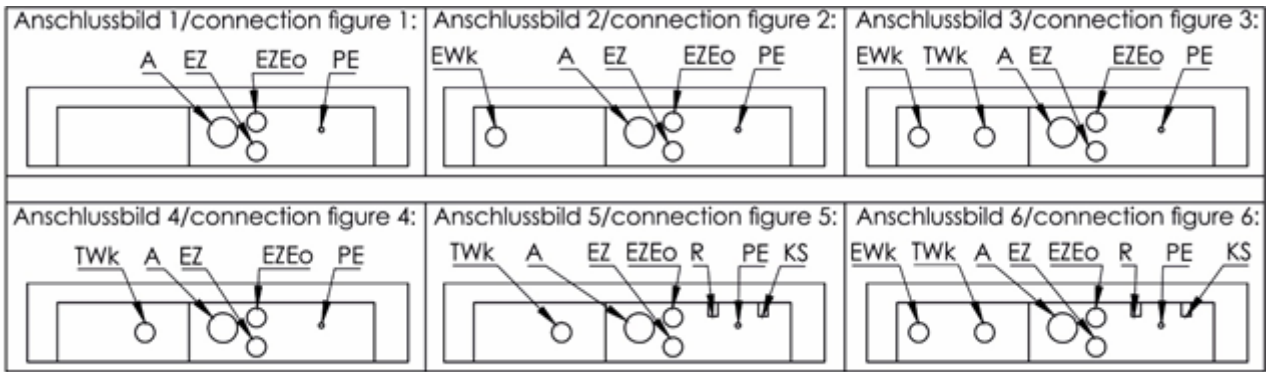 Anschlussbild 1/connection figure 1:
A EZ EZEo PE
Anschlussbild 2/connection figure 2:
EWk A EZ EZEo PE
Anschlussbild 3/connection figure 3:
EWk TWk A EZ EZEo PE
Anschlussbild 4/connection figure 4:
TWk A EZ EZEo PE
Anschlussbild 5/connection figure 5:
TWk A EZ EZEo R PE KS
Anschlussbild 6/connection figure 6:
EWk TWk A EZ EZEo R PE KS